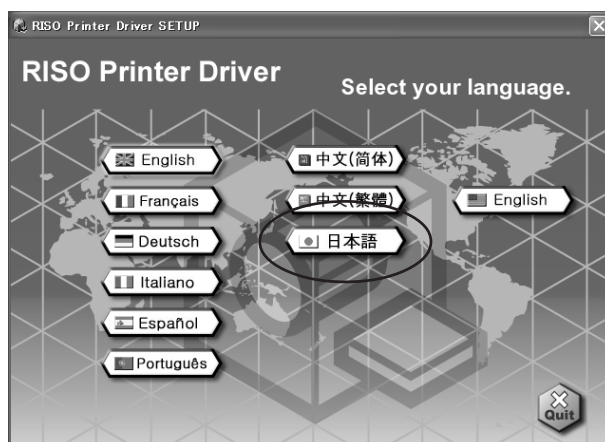 RISO Printer Driver SETUP
RISO Printer Driver
Select your language.
English
Français
Deutsch
Italiano
Español
Português
中文(简体)
中文(繁體)
日本語
English
Quit